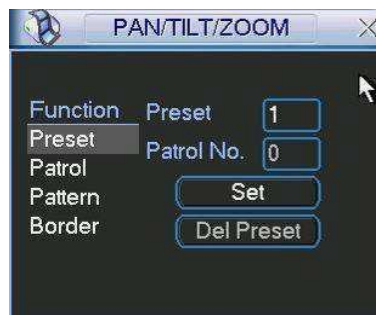 PAN/TILT/ZOOM
Function
Preset
Patrol
Pattern
Border
Preset 1
Patrol No. 0
Set
Del Preset